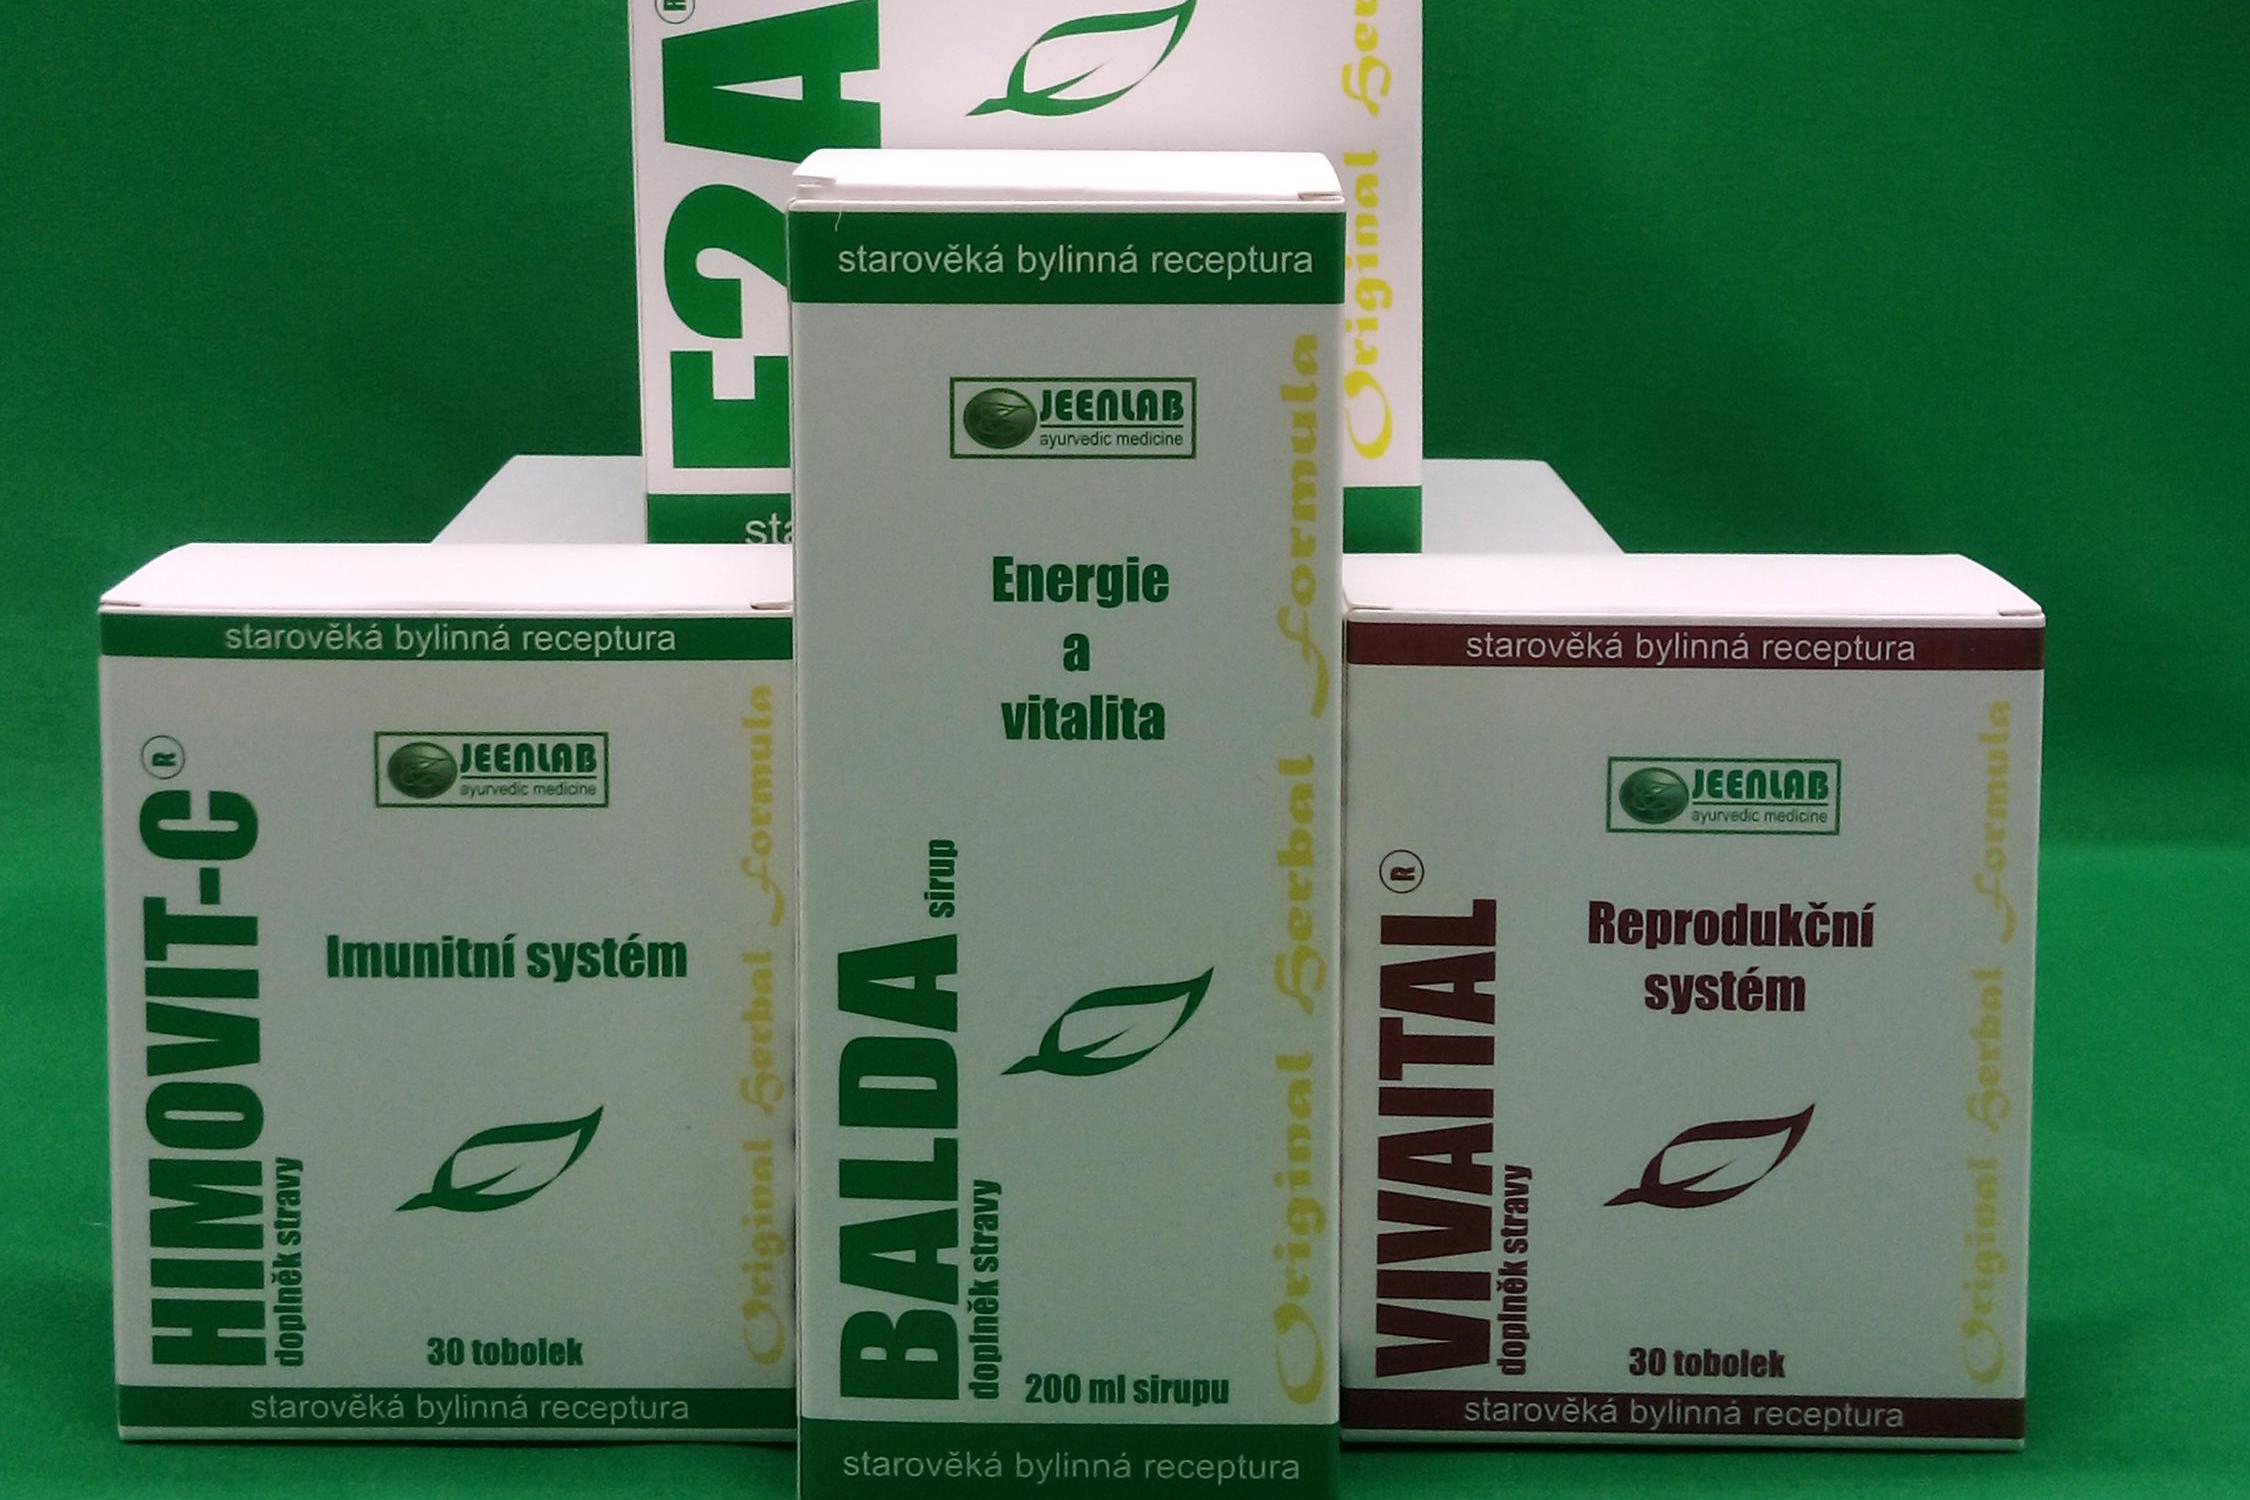 Original
starověká bylinná receptura
JEENLAB
ayurvedic medicine
Energie
a
vitalita
BALDA sirup
doplněk stravy
200 ml sirupu
Original Herbal Formula
starověká bylinná receptura
starověká bylinná receptura
HIMOVIT-C®
doplněk stravy
JEENLAB
ayurvedic medicine
Imunitní systém
30 tobolek
Original Herbal Formula
starověká bylinná receptura
starověká bylinná receptura
VIVAITAL®
doplněk stravy
JEENLAB
ayurvedic medicine
Reprodukční
systém
30 tobolek
Original Herbal Formula
starověká bylinná receptura